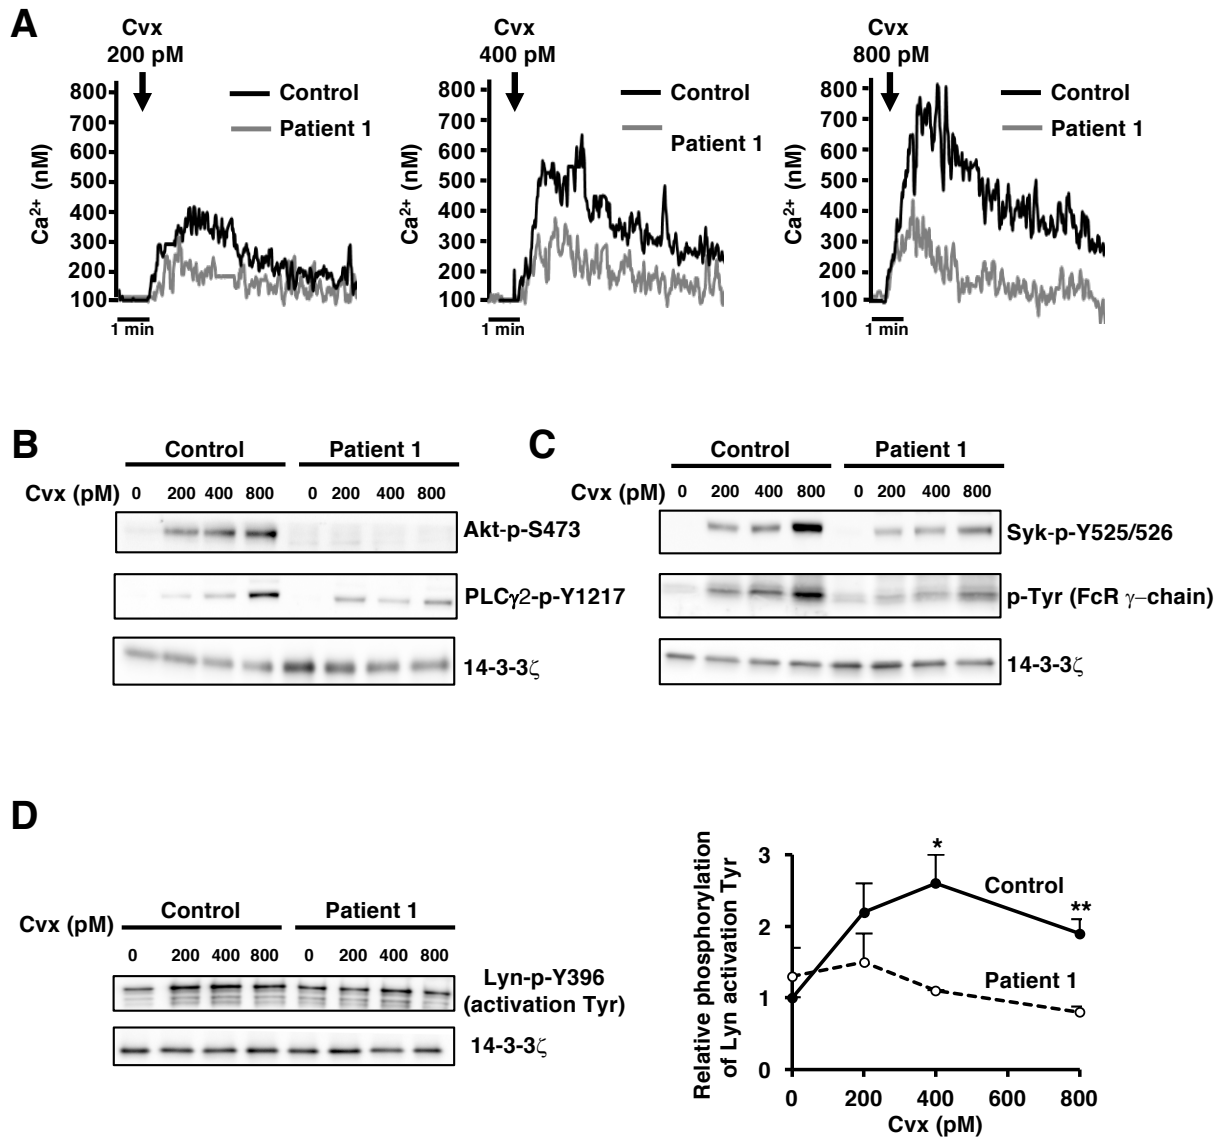 A
Cvx
200 pM
Cvx
400 pM
Cvx
800 pM
800
700
600
500
400
300
200
100
Ca2+ (nM)
Control
Patient 1
1 min
800
700
600
500
400
300
200
100
Ca2+ (nM)
Control
Patient 1
1 min
800
700
600
500
400
300
200
100
Ca2+ (nM)
Control
Patient 1
1 min
B
Control Patient 1
Cvx (pM) 0 200 400 800 0 200 400 800
Akt-p-S473
PLCγ2-p-Y1217
14-3-3ζ
C
Control Patient 1
Cvx (pM) 0 200 400 800 0 200 400 800
Syk-p-Y525/526
p-Tyr (FcR γ–chain)
14-3-3ζ
D
Control Patient 1
Cvx (pM)
0 200 400 800 0 200 400 800
Lyn-p-Y396
(activation Tyr)
14-3-3ζ
Relative phosphorylation
of Lyn activation Tyr
3
2
1
0
*
**
Control
Patient 1
0 200 400 600 800
Cvx (pM)